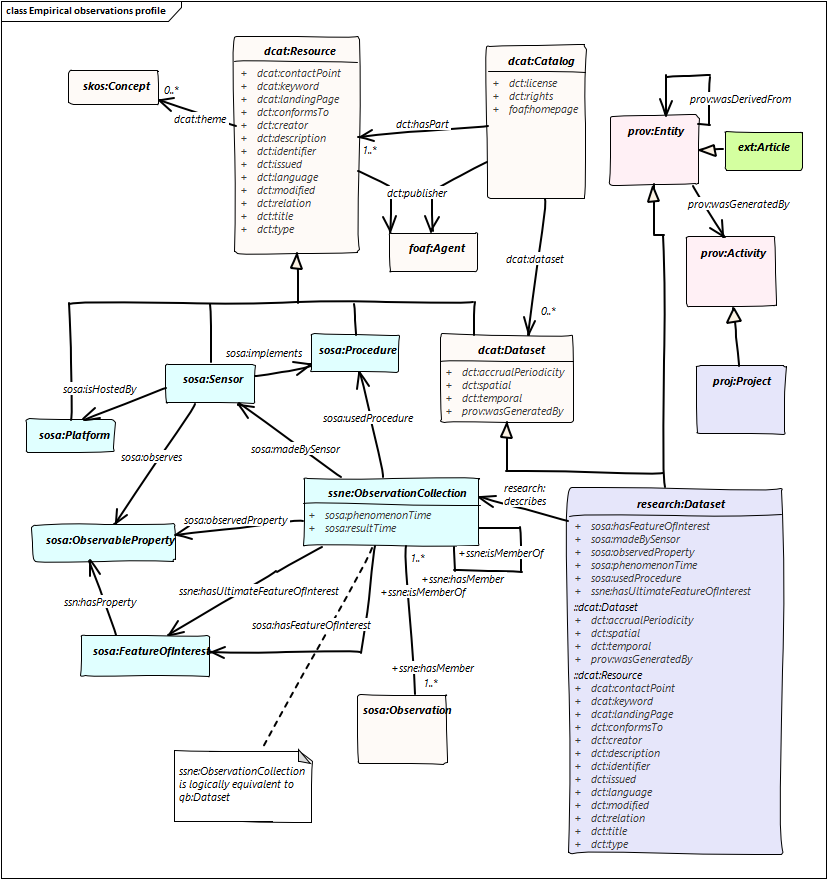 class Empirical observations profile
dcat:Resource
+ dcat:contactPoint
+ dcat:keyword
+ dcat:landingPage
+ dct:conformsTo
+ dct:creator
+ dct:description
+ dct:identifier
+ dct:issued
+ dct:language
+ dct:modified
+ dct:relation
+ dct:title
+ dct:type
skos:Concept
0..*
dcat:theme
dcat:Catalog
+ dct:license
+ dct:rights
+ foaf:homepage
dct:hasPart
1..*
dct:publisher
foaf:Agent
dcat:dataset
0..*
prov:wasDerivedFrom
prov:Entity
ext:Article
prov:wasGeneratedBy
prov:Activity
proj:Project
sosa:implements
sosa:Procedure
sosa:Sensor
sosa:isHostedBy
sosa:Platform
sosa:observes
sosa:usedProcedure
sosa:madeBySensor
dcat:Dataset
+ dct:accrualPeriodicity
+ dct:spatial
+ dct:temporal
+ prov:wasGeneratedBy
ssne:ObservationCollection
+ sosa:phenomenonTime
+ sosa:resultTime
research:
describes
sosa:observedProperty
sosa:ObservableProperty
+ssne:isMemberOf
1..*
+ssne:hasMember
+ssne:isMemberOf
ssne:hasUltimateFeatureOfInterest
ssn:hasProperty
sosa:hasFeatureOfInterest
sosa:FeatureOfInterest
+ssne:hasMember
1..*
sosa:Observation
ssne:ObservationCollection
is logically equivalent to
qb:Dataset
research:Dataset
+ sosa:hasFeatureOfInterest
+ sosa:madeBySensor
+ sosa:observedProperty
+ sosa:phenomenonTime
+ sosa:usedProcedure
+ ssne:hasUltimateFeatureOfInterest
::dcat:Dataset
+ dct:accrualPeriodicity
+ dct:spatial
+ dct:temporal
+ prov:wasGeneratedBy
::dcat:Resource
+ dcat:contactPoint
+ dcat:keyword
+ dcat:landingPage
+ dct:conformsTo
+ dct:creator
+ dct:description
+ dct:identifier
+ dct:issued
+ dct:language
+ dct:modified
+ dct:relation
+ dct:title
+ dct:type